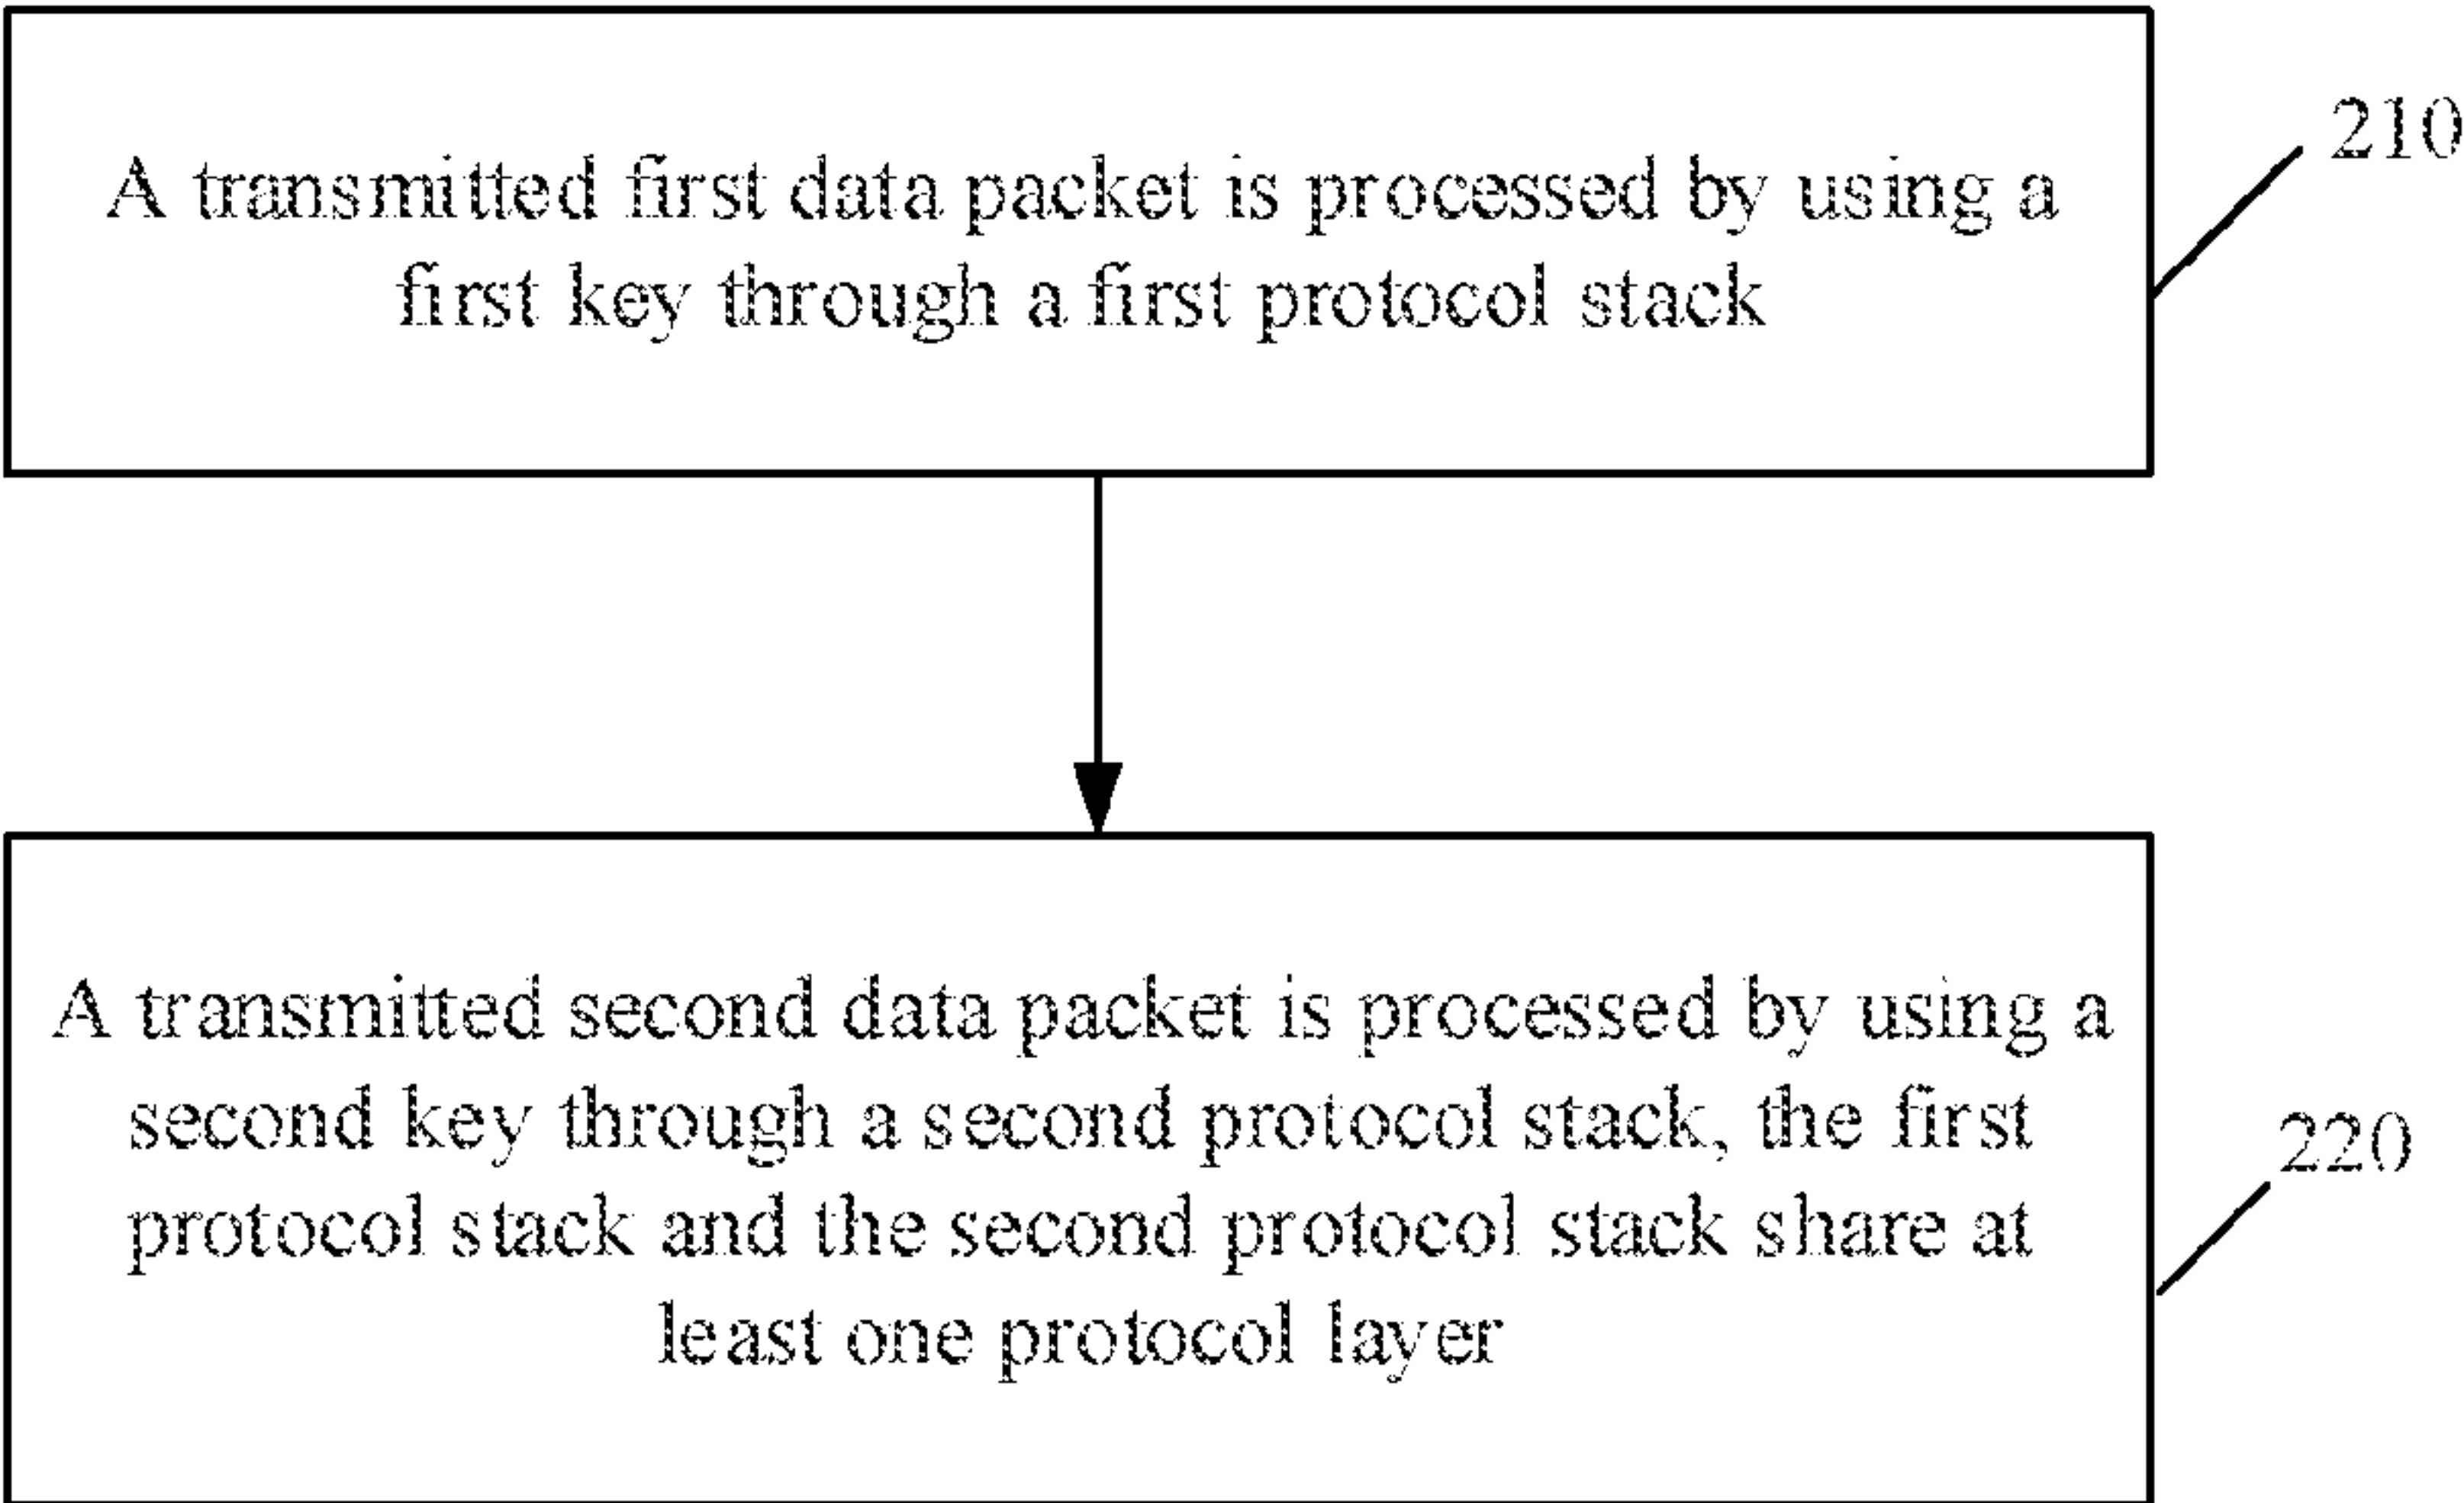 210
A transmitted first data packet is processed by using a
first key through a first protocol stack
A transmitted second data packet is processed by using a
second key through a second protocol stack, the first
220
protocol stack and the second protocol stack share at
least one protocol layer